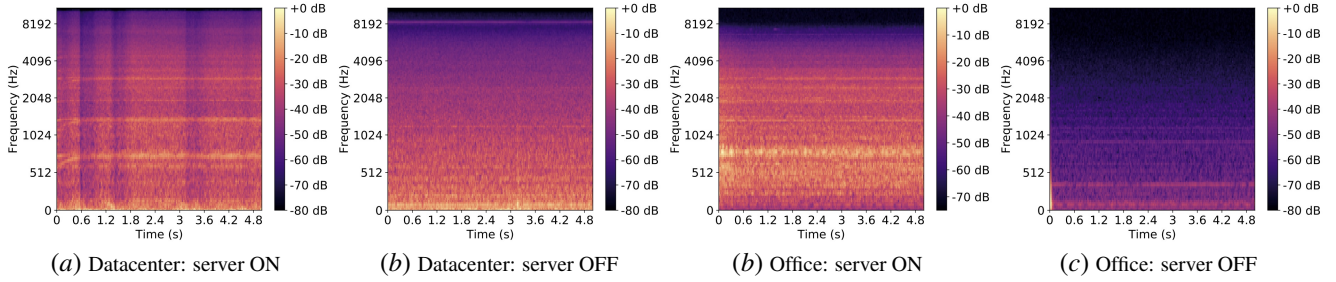 8192
4096
2048
1024
512
0
Frequency (Hz)
0 0.6 1.2 1.8 2.4 3 3.6 4.2 4.8
Time (s)
+0 dB
-10 dB
-20 dB
-30 dB
-40 dB
-50 dB
-60 dB
-70 dB
-80 dB
(a) Datacenter: server ON
8192
4096
2048
1024
512
0
Frequency (Hz)
0 0.6 1.2 1.8 2.4 3 3.6 4.2 4.8
Time (s)
+0 dB
-10 dB
-20 dB
-30 dB
-40 dB
-50 dB
-60 dB
-70 dB
-80 dB
(b) Datacenter: server OFF
8192
4096
2048
1024
512
0
Frequency (Hz)
0 0.6 1.2 1.8 2.4 3 3.6 4.2 4.8
Time (s)
+0 dB
-10 dB
-20 dB
-30 dB
-40 dB
-50 dB
-60 dB
-70 dB
(b) Office: server ON
8192
4096
2048
1024
512
0
Frequency (Hz)
0 0.6 1.2 1.8 2.4 3 3.6 4.2 4.8
Time (s)
+0 dB
-10 dB
-20 dB
-30 dB
-40 dB
-50 dB
-60 dB
-70 dB
-80 dB
(c) Office: server OFF